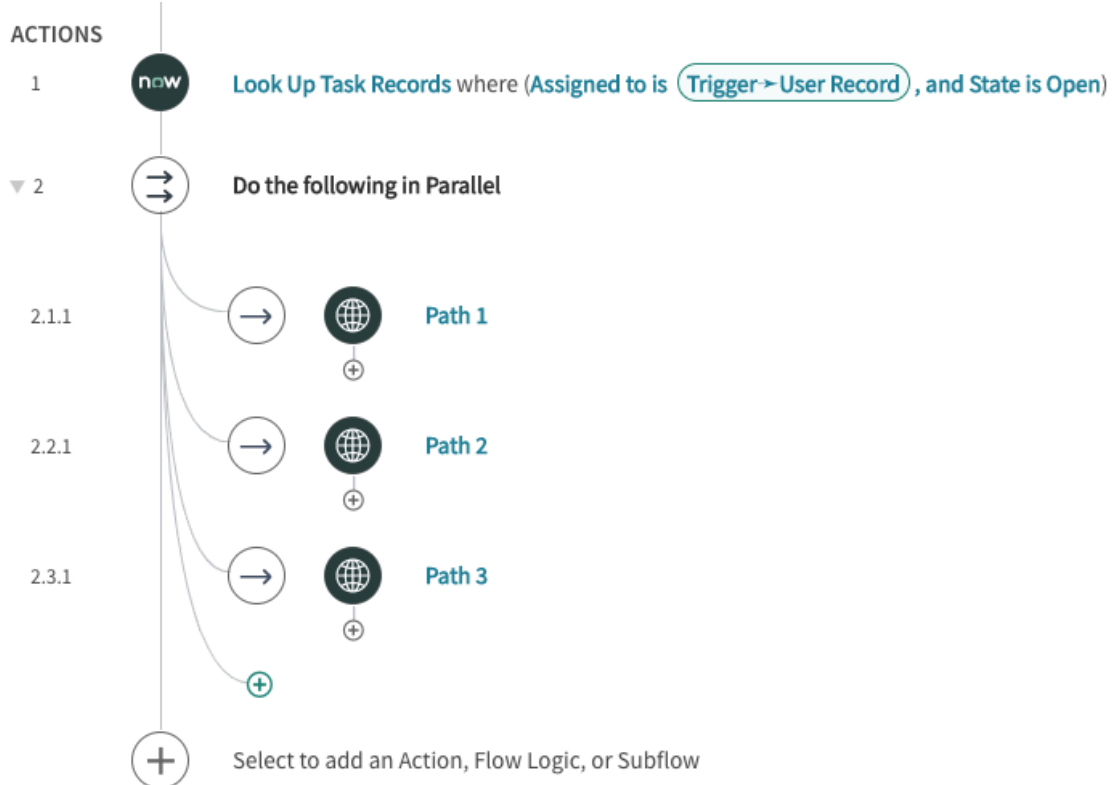 ACTIONS
1 now Look Up Task Records where (Assigned to is Trigger➛User Record , and State is Open)
2 Do the following in Parallel
2.1.1 Path 1
2.2.1 Path 2
2.3.1 Path 3
Select to add an Action, Flow Logic, or Subflow